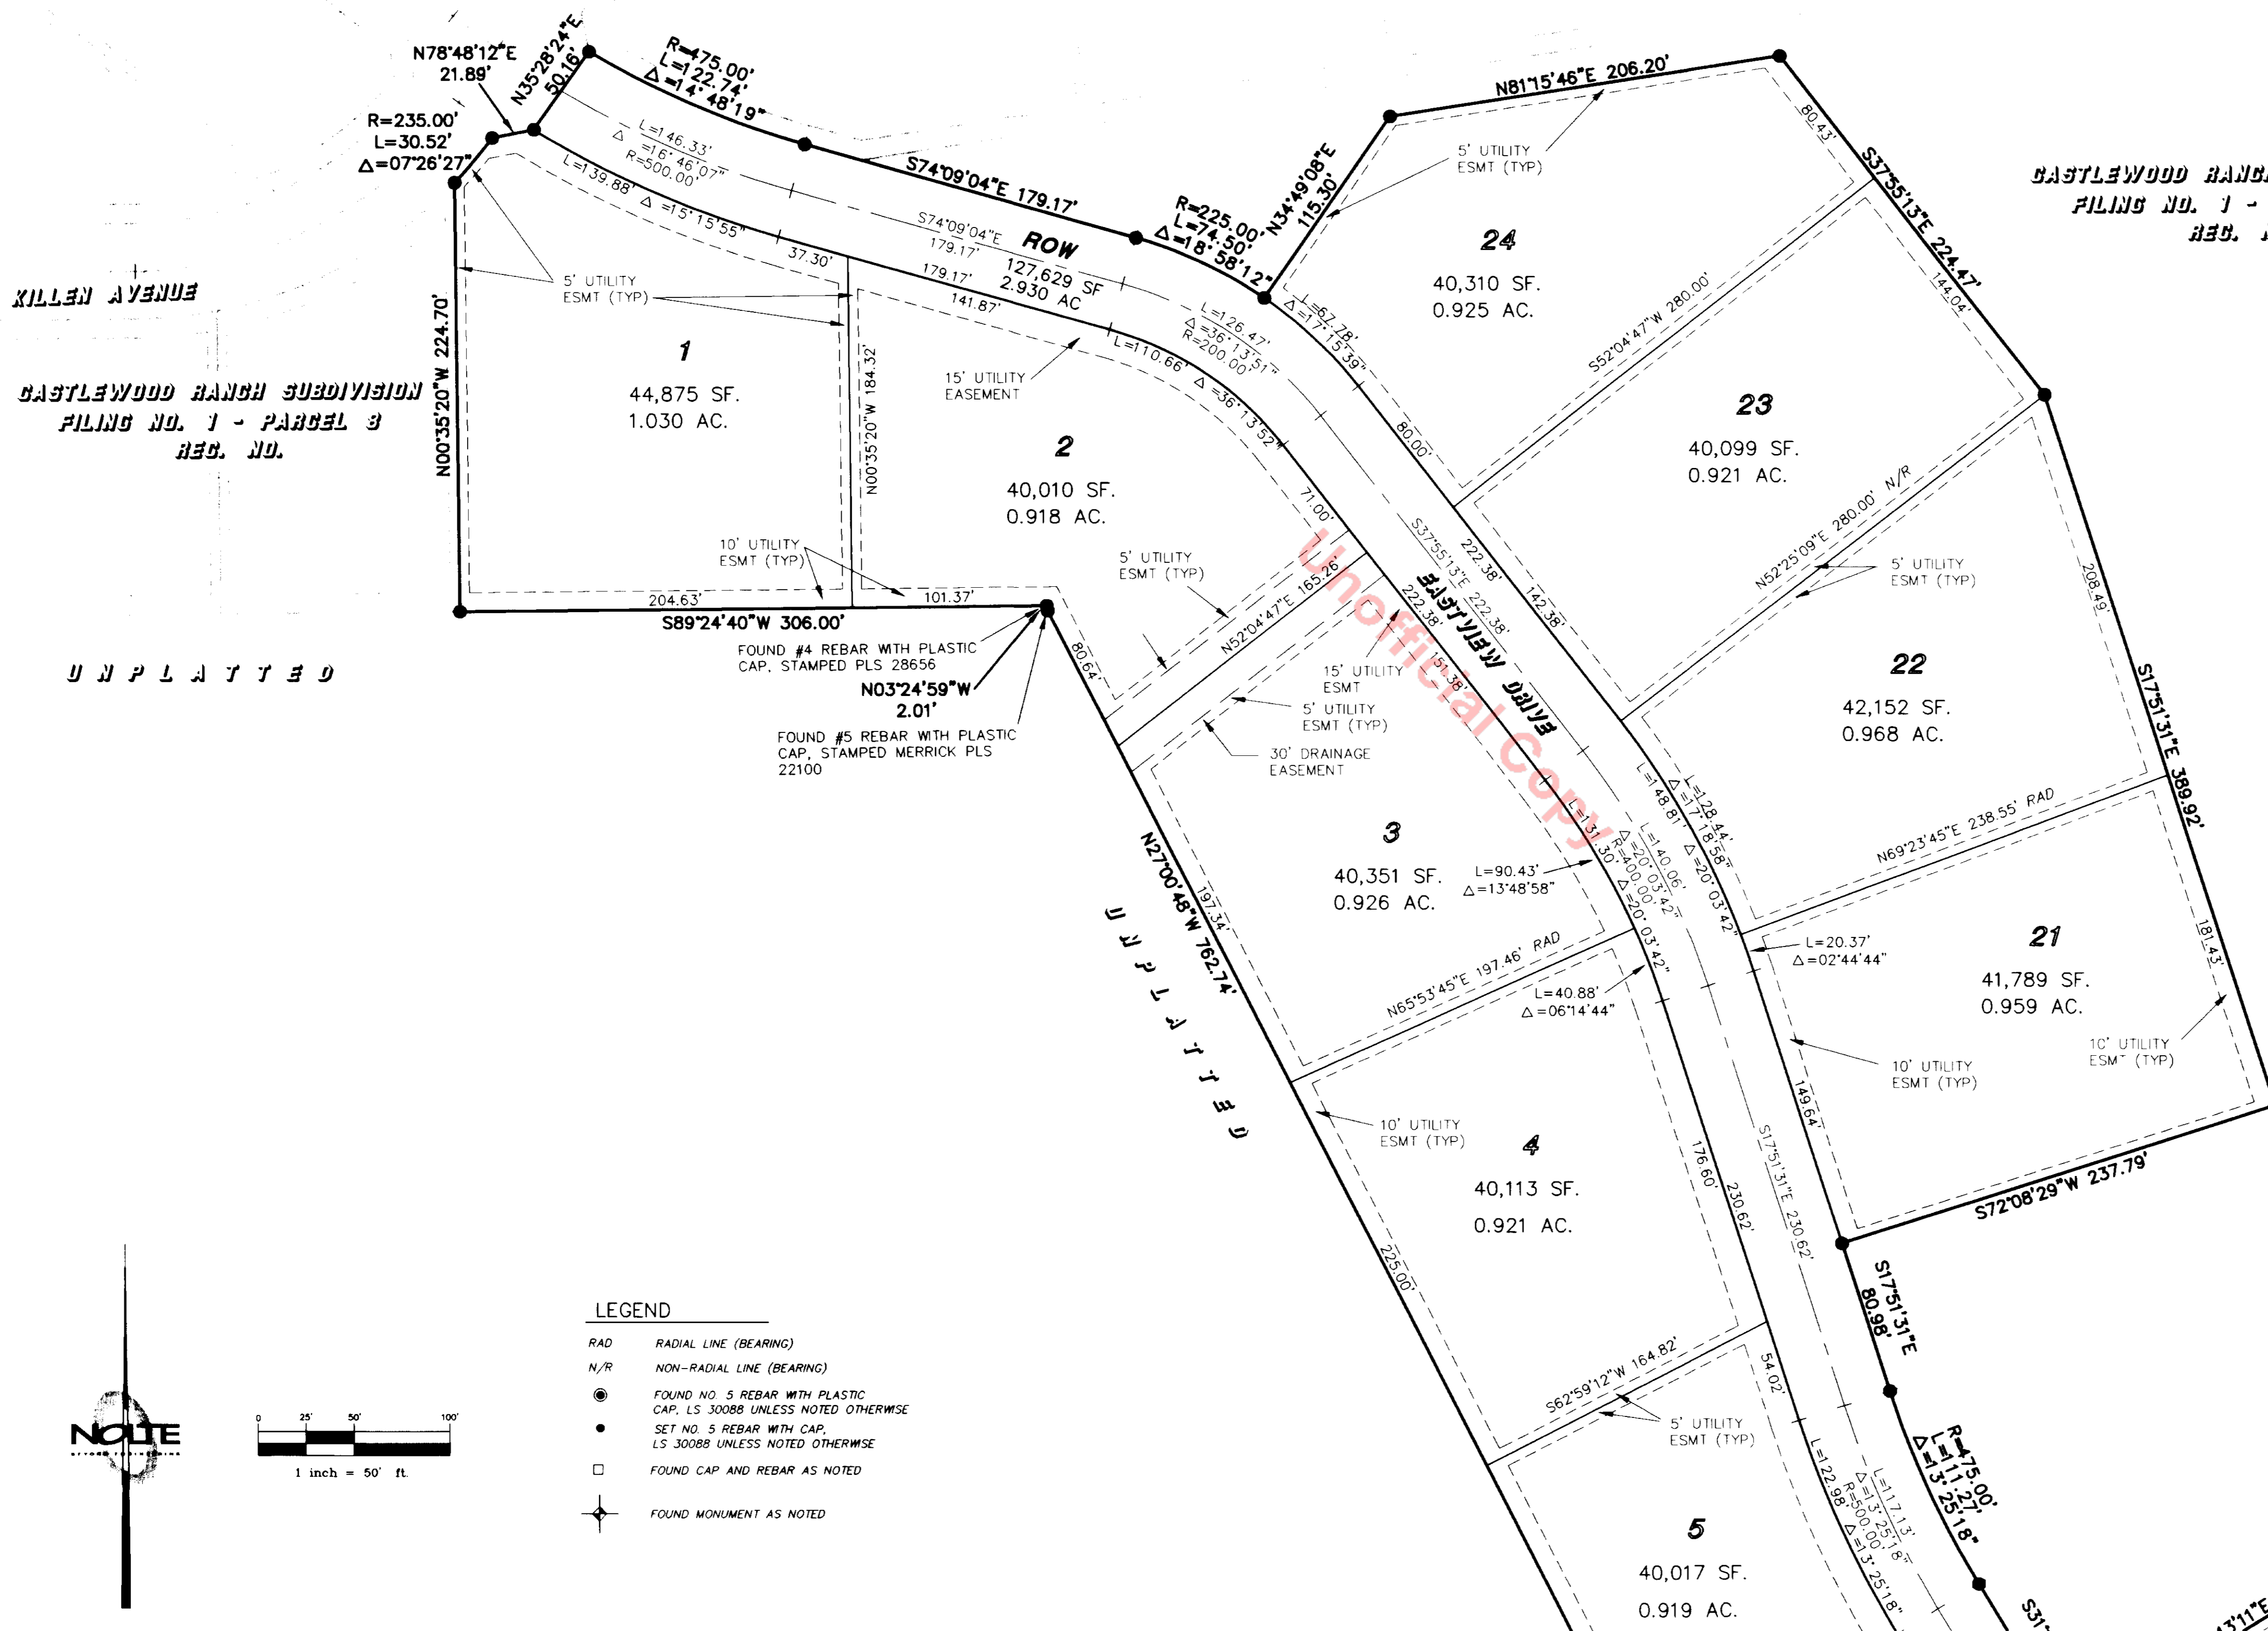 N78°48'12"E
21.89'
N35°28'24"E
50.16'
R=475.00'
L=122.74'
Δ=14°48'19"
R=235.00'
L=30.52'
Δ=07°26'27"
L=146.33'
Δ=16°46'07"
R=500.00'
L=139.88' Δ=15°15'55"
S74°09'04"E 179.17'
S74°09'04"E
179.17'
ROW
127,629 SF
2.930 AC
37.30'
179.17'
141.87'
R=225.00'
L=74.50'
Δ=18°58'12"
N34°49'08"E
115.30'
N81°15'46"E 206.20'
5' UTILITY
ESMT (TYP)
24
40,310 SF.
0.925 AC.
80.43'
S37°55'13"E 224.47'
144.04'
CASTLEWOOD RANCH
FILING NO. 1 -
REC. N
KILLEN AVENUE
CASTLEWOOD RANCH SUBDIVISION
FILING NO. 1 - PARCEL 8
REC. NO.
UNPLATTED
N00°35'20"W 224.70'
5' UTILITY
ESMT (TYP)
1
44,875 SF.
1.030 AC.
N00°35'20"W 184.32'
10' UTILITY
ESMT (TYP)
204.63'
101.37'
S89°24'40"W 306.00'
15' UTILITY
EASEMENT
2
40,010 SF.
0.918 AC.
L=110.66' Δ=36°13'52"
L=126.47'
Δ=36°13'51"
R=200.00'
L=67.78'
Δ=17°15'39"
71.00'
80.00'
S52°04'47"W 280.00'
23
40,099 SF.
0.921 AC.
N52°25'09"E 280.00' N/R
5' UTILITY
ESMT (TYP)
5' UTILITY
ESMT (TYP)
N52°04'47"E 165.26'
80.64'
FOUND #4 REBAR WITH PLASTIC
CAP, STAMPED PLS 28656
N03°24'59"W
2.01'
FOUND #5 REBAR WITH PLASTIC
CAP, STAMPED MERRICK PLS
22100
S37°55'13"E 222.38'
EASTVIEW DRIVE
222.38'
222.38'
142.38'
151.38'
15' UTILITY
ESMT
5' UTILITY
ESMT (TYP)
30' DRAINAGE
EASEMENT
Unofficial Copy
22
42,152 SF.
0.968 AC.
208.49'
S17°51'31"E 389.92'
N69°23'45"E 238.55' RAD
L=128.44'
Δ=17°18'58"
L=148.81' Δ=20°03'42"
L=140.06'
Δ=20°03'42"
R=400.00'
L=131.30' Δ=20°03'42"
3
40,351 SF.
0.926 AC.
L=90.43'
Δ=13°48'58"
N27°00'48"W 762.74'
197.34'
UNPLATTED
N65°53'45"E 197.46' RAD
L=40.88'
Δ=06°14'44"
L=20.37'
Δ=02°44'44"
21
41,789 SF.
0.959 AC.
181.43'
10' UTILITY
ESMT (TYP)
10' UTILITY
ESMT (TYP)
149.64'
S72°08'29"W 237.79'
10' UTILITY
ESMT (TYP)
4
40,113 SF.
0.921 AC.
225.00'
176.60'
230.62'
S17°51'31"E 230.62'
S17°51'31"E
80.98'
S62°59'12"W 164.82'
54.02'
5' UTILITY
ESMT (TYP)
R=475.00'
L=111.27'
Δ=13°25'18"
L=117.13'
Δ=13°25'18"
R=500.00'
L=122.98' Δ=13°25'18"
5
40,017 SF.
0.919 AC.
S31°
13'11"E
LEGEND
RAD RADIAL LINE (BEARING)
N/R NON-RADIAL LINE (BEARING)
FOUND NO. 5 REBAR WITH PLASTIC
CAP, LS 30088 UNLESS NOTED OTHERWISE
SET NO. 5 REBAR WITH CAP,
LS 30088 UNLESS NOTED OTHERWISE
FOUND CAP AND REBAR AS NOTED
FOUND MONUMENT AS NOTED
NOLTE
BEYOND ENGINEERING
0 25' 50' 100'
1 inch = 50' ft.